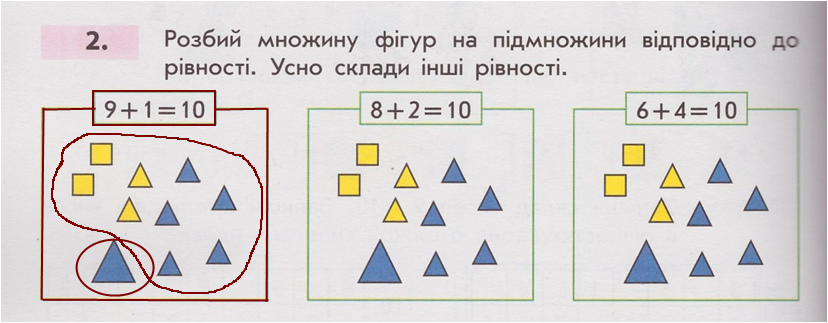 2. Розбий множину фігур на підмножини відповідно до
рівності. Усно склади інші рівності.
9+1=10
8+2=10
6+4=10